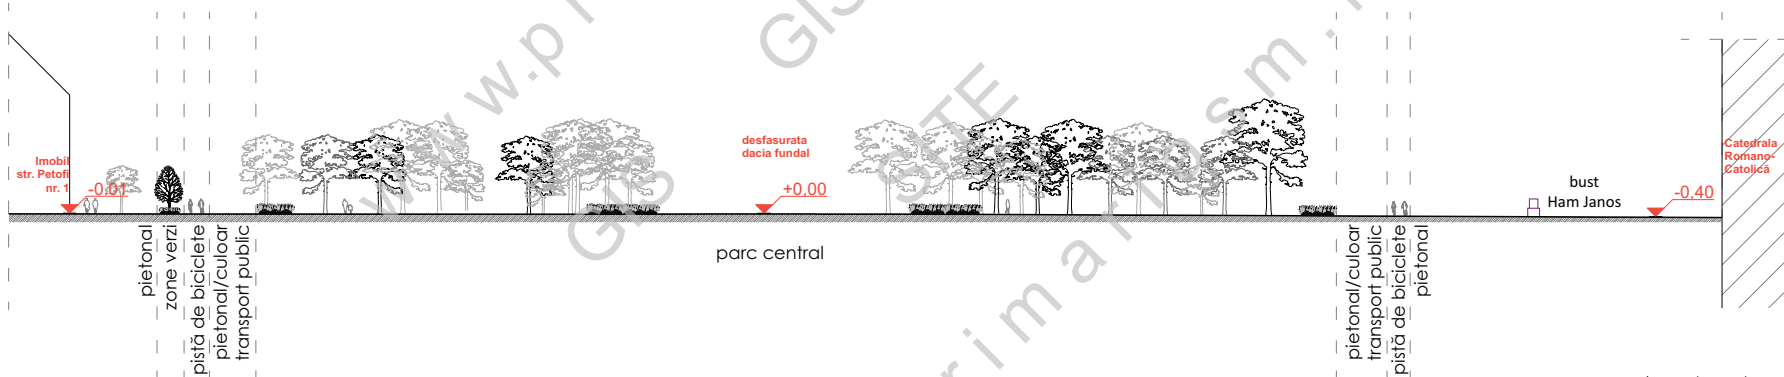 Imobil
str. Petofi
nr. 1
-0,01
desfasurata
dacia fundal
+0.00
Catedrala
Romano-
Catolică
bust
Ham Janos
-0,40
parc central
pietonal
zone verzi
pistă de biciclete
pietonal/culoar
transport public
pietonal/culoar
transport public
pistă de biciclete
pietonal
www.pr
GIS
GIS
SITE
rimariasm.r